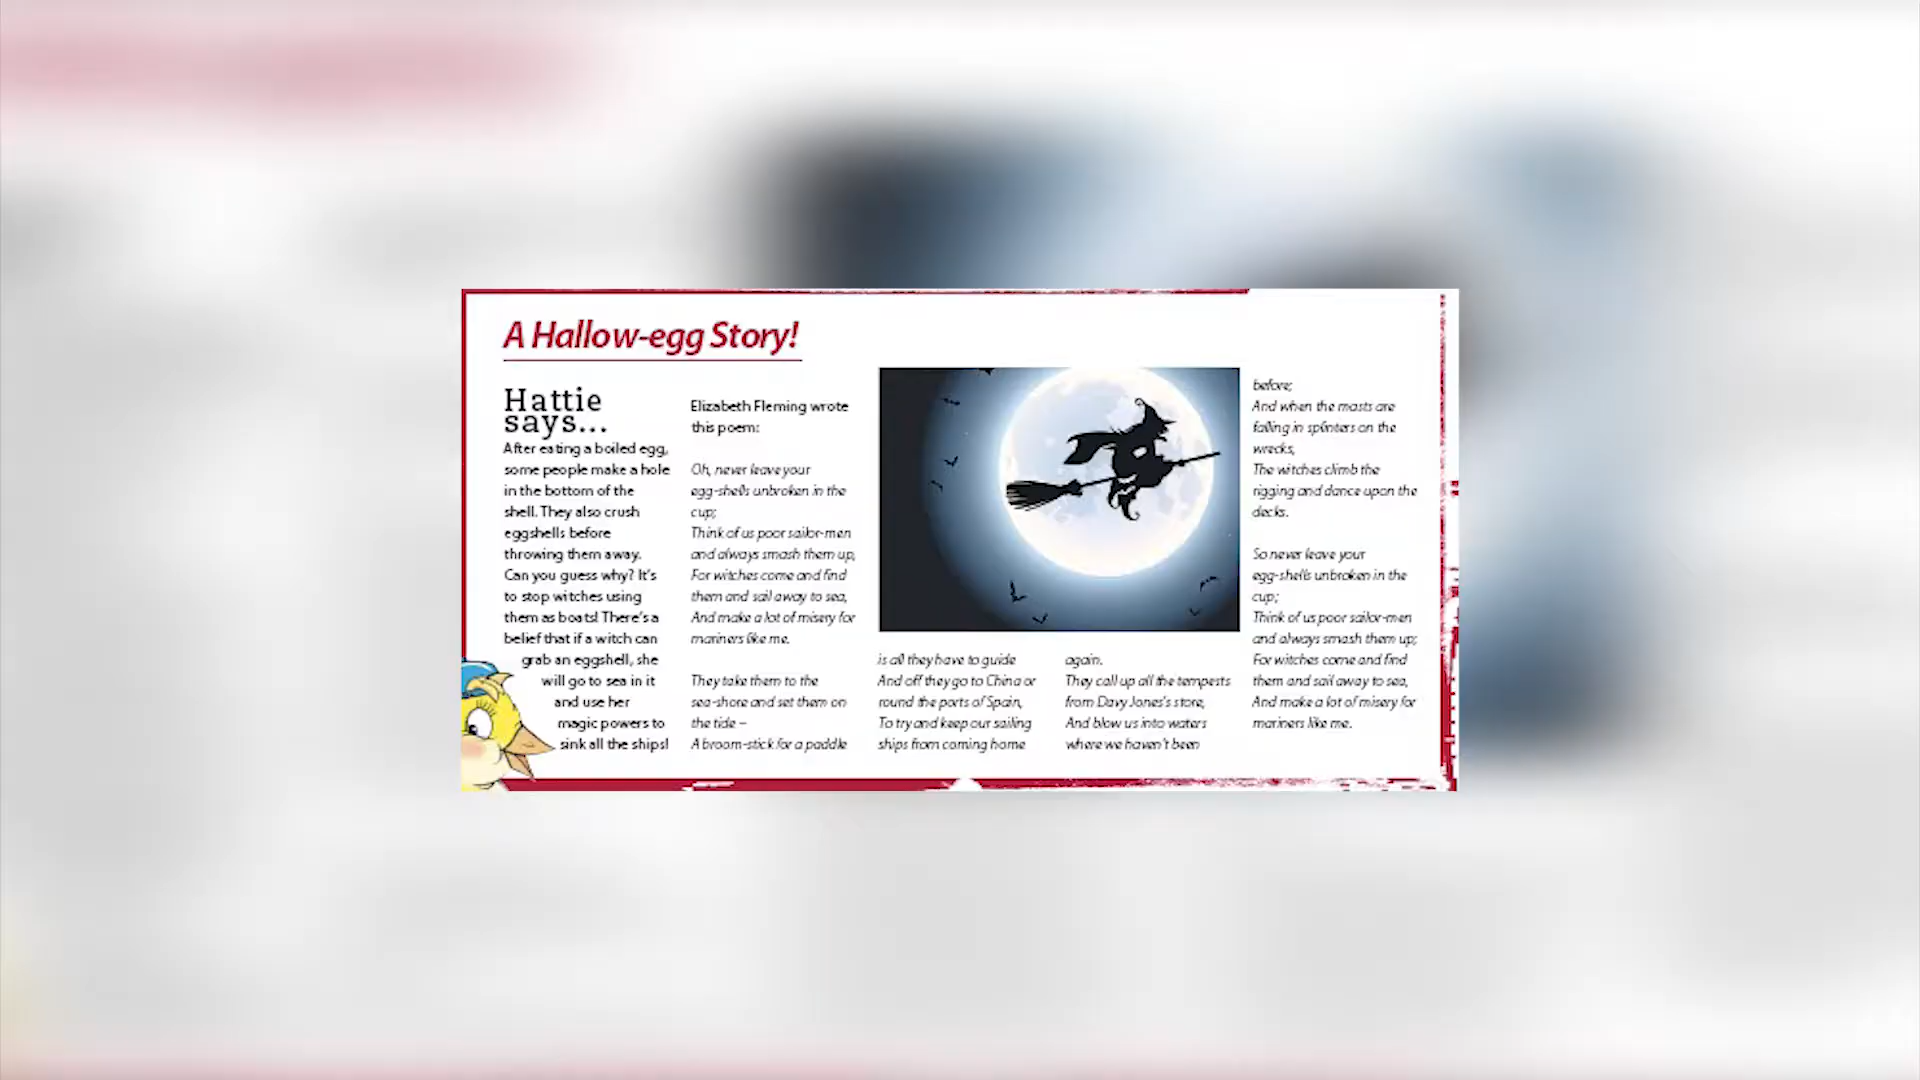 A Hallow-egg Story!
Hattie
says...
After eating a boiled egg,
some people make a hole
in the bottom of the
shell. They also crush
eggshells before
throwing them away.
Can you guess why? It's
to stop witches using
them as boats! There's a
belief that if a witch can
grab an eggshell, she
will go to sea in it
and use her
magic powers to
sink all the ships!
Elizabeth Fleming wrote
this poem:
Oh, never leave your
egg-shells unbroken in the
cup;
Think of us poor sailor-men
and always smash them up,
For witches come and find
them and sail away to sea,
And make a lot of misery for
mariners like me.
They take them to the
sea-shore and set them on
the tide –
A broom-stick for a paddle
is all they have to guide
And off they go to China or
round the ports of Spain,
To try and keep our sailing
ships from coming home
again.
They call up all the tempests
from Davy Jones's store,
And blow us into waters
where we haven't been
before;
And when the masts are
falling in splinters on the
wrecks,
The witches climb the
rigging and dance upon the
decks.
So never leave your
egg-shells unbroken in the
cup;
Think of us poor sailor-men
and always smash them up;
For witches come and find
them and sail away to sea,
And make a lot of misery for
mariners like me.